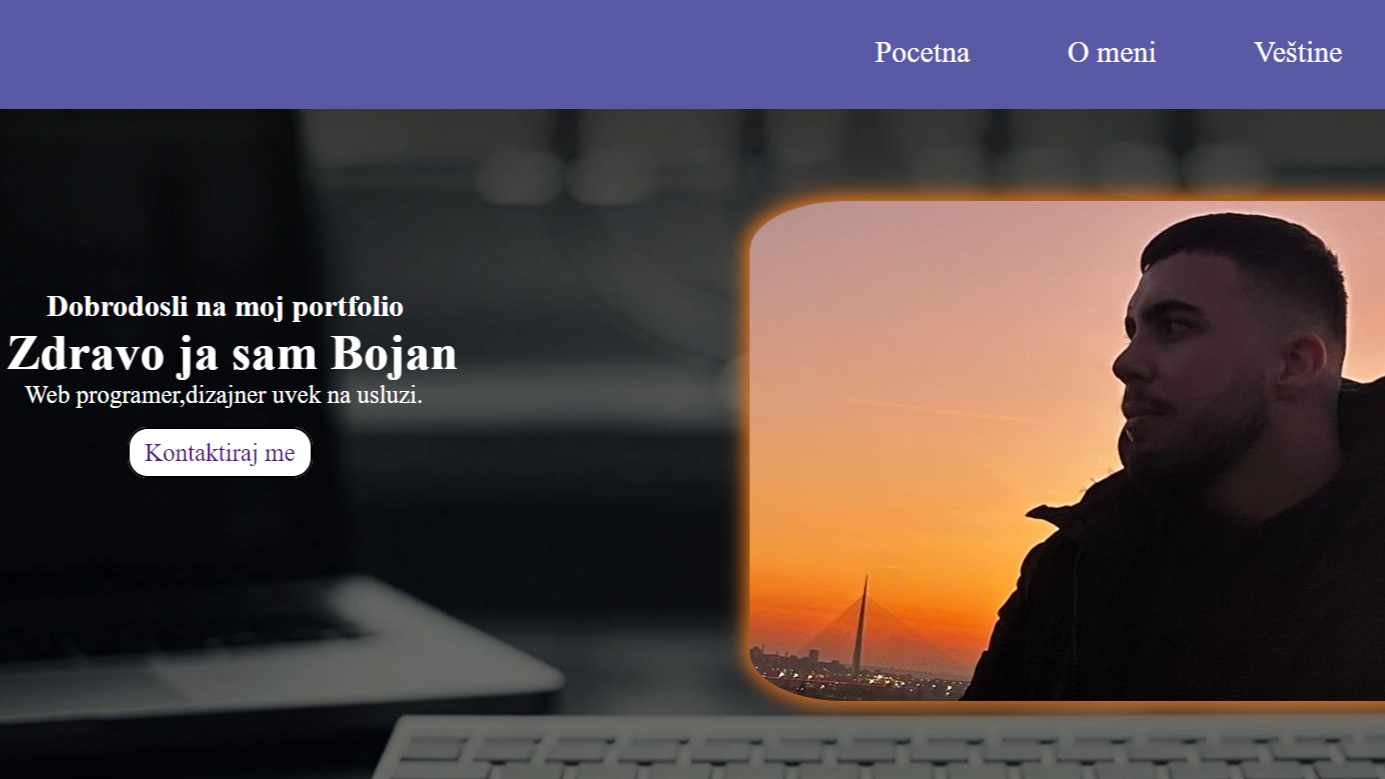 Pocetna O meni Veštine
Dobrodosli na moj portfolio
Zdravo ja sam Bojan
Web programer,dizajner uvek na usluzi.
Kontaktiraj me